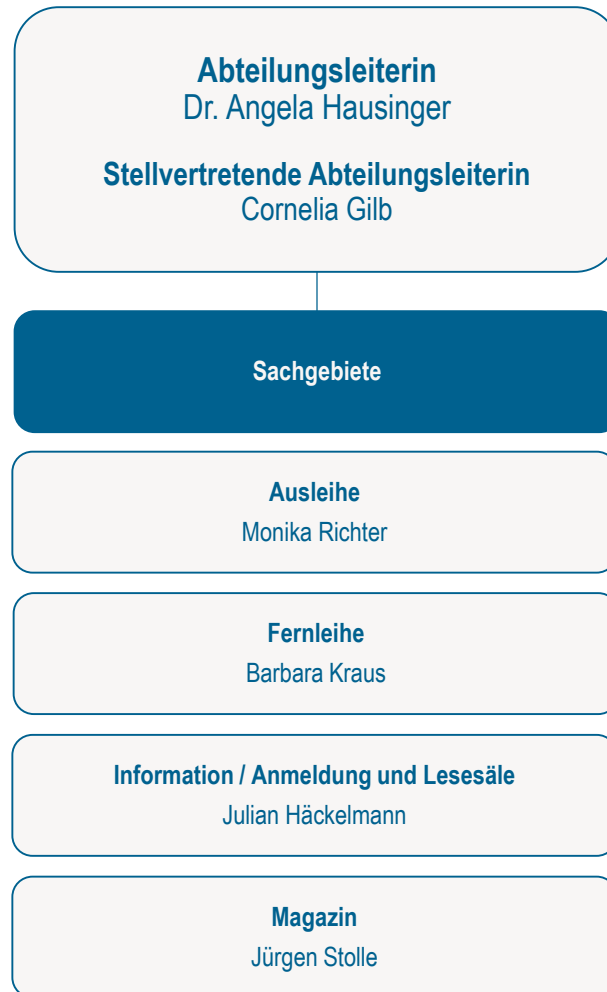 Abteilungsleiterin
Dr. Angela Hausinger
Stellvertretende Abteilungsleiterin
Cornelia Gilb
Sachgebiete
Ausleihe
Monika Richter
Fernleihe
Barbara Kraus
Information / Anmeldung und Lesesäle
Julian Häckelmann
Magazin
Jürgen Stolle